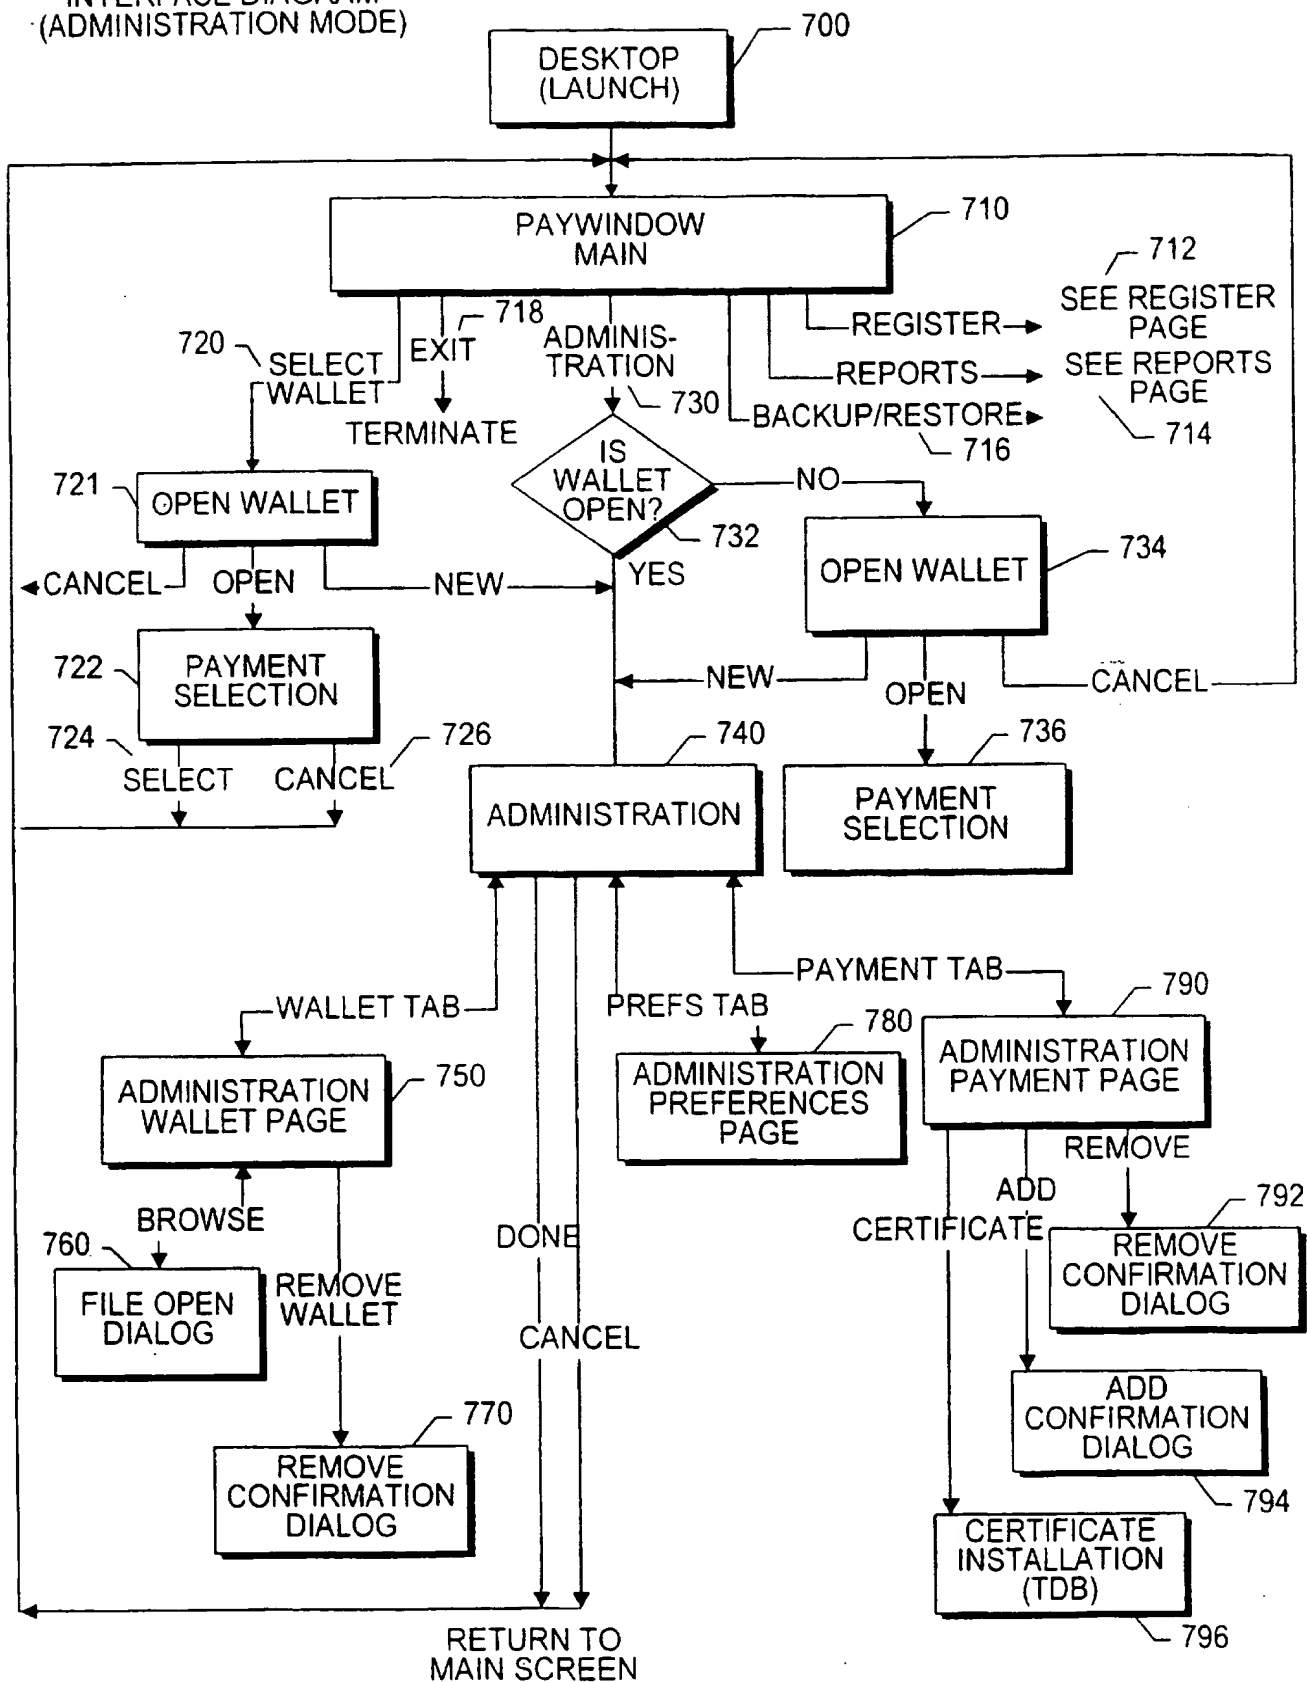 INTERFACE DIAGRAM
(ADMINISTRATION MODE)
700
DESKTOP
(LAUNCH)
PAYWINDOW
MAIN
710
712
SEE REGISTER
PAGE
718
REGISTER
720
SELECT
WALLET
EXIT
ADMINIS-
TRATION
REPORTS
SEE REPORTS
PAGE
730
BACKUP/RESTORE
714
716
TERMINATE
IS
WALLET
OPEN?
NO
721
OPEN WALLET
732
734
OPEN WALLET
YES
CANCEL
OPEN
NEW
722
PAYMENT
SELECTION
NEW
OPEN
CANCEL
724
726
740
736
SELECT
CANCEL
ADMINISTRATION
PAYMENT
SELECTION
PAYMENT TAB
790
WALLET TAB
PREFS TAB
780
ADMINISTRATION
PAYMENT PAGE
750
ADMINISTRATION
WALLET PAGE
ADMINISTRATION
PREFERENCES
PAGE
REMOVE
ADD
792
BROWSE
DONE
CERTIFICATE
760
REMOVE
CONFIRMATION
DIALOG
FILE OPEN
DIALOG
REMOVE
WALLET
CANCEL
ADD
CONFIRMATION
DIALOG
770
REMOVE
CONFIRMATION
DIALOG
794
CERTIFICATE
INSTALLATION
(TDB)
796
RETURN TO
MAIN SCREEN